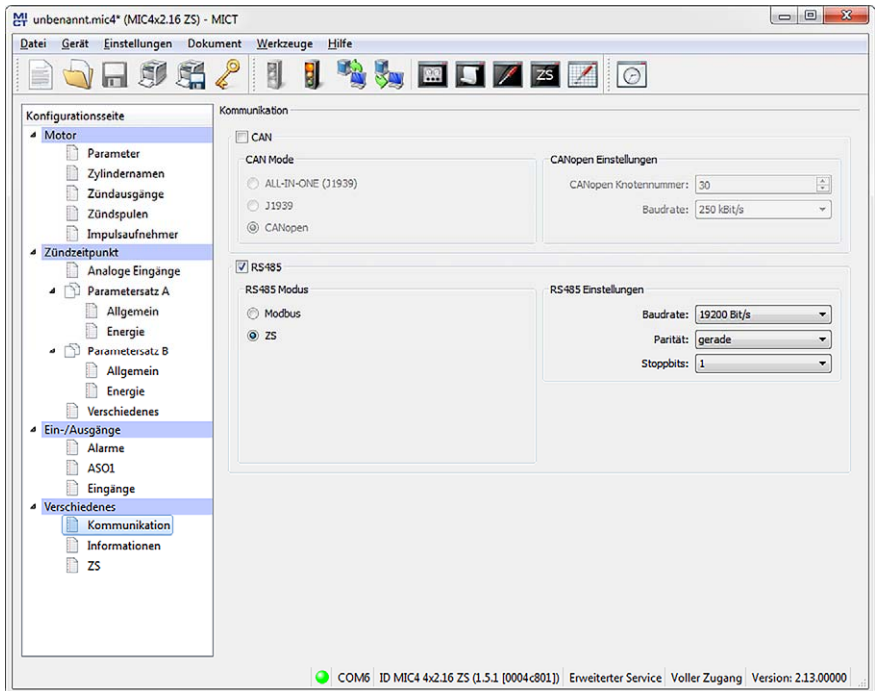 unbenannt.mic4* (MIC4x2.16 ZS) - MICT
Datei Gerät Einstellungen Dokument Werkzeuge Hilfe
ZS
Konfigurationsseite
Motor
Parameter
Zylindernamen
Zündausgänge
Zündspulen
Impulsaufnehmer
Zündzeitpunkt
Analoge Eingänge
Parametersatz A
Allgemein
Energie
Parametersatz B
Allgemein
Energie
Verschiedenes
Ein-/Ausgänge
Alarme
ASO1
Eingänge
Verschiedenes
Kommunikation
Informationen
ZS
Kommunikation
CAN
CAN Mode
ALL-IN-ONE (J1939)
J1939
CANopen
CANopen Einstellungen
CANopen Knotennummer: 30
Baudrate: 250 kBit/s
RS485
RS485 Modus
Modbus
ZS
RS485 Einstellungen
Baudrate: 19200 Bit/s
Parität: gerade
Stoppbits: 1
COM6 ID MIC4 4x2.16 ZS (1.5.1 [0004c801]) Erweiterter Service Voller Zugang Version: 2.13.00000